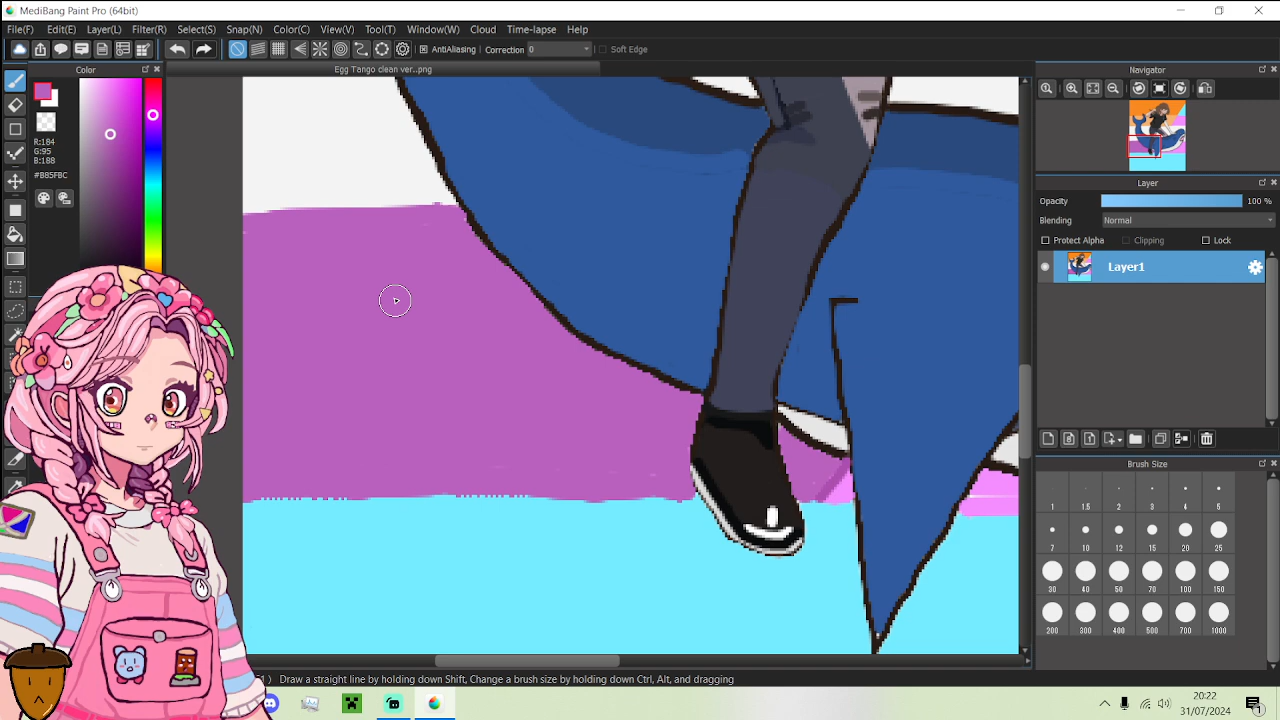 MediBang Paint Pro (64bit)
File(F) Edit(E) Layer(L) Filter(R) Select(S) Snap(N) Color(C) View(V) Tool(T) Window(W) Cloud Time-lapse Help
AntiAliasing Correction 0 Soft Edge
Color
Egg Tango clean ver..png
Navigator
R:184
G:95
B:188
#B85FBC
Layer
Opacity 100 %
Blending Normal
Protect Alpha Clipping Lock
Layer1
Brush Size
1 1.5 2 3 4 5
7 10 12 15 20 25
30 40 50 70 100 150
200 300 400 500 700 1000
) Draw a straight line by holding down Shift, Change a brush size by holding down Ctrl, Alt, and dragging
20:22
31/07/2024
1